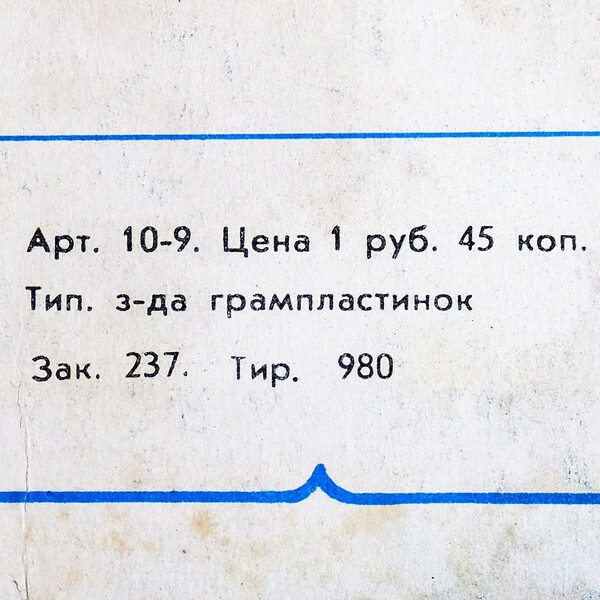 Арт. 10-9. Цена 1 руб. 45 коп.
Тип. з-да грампластинок
Зак. 237. Тир. 980